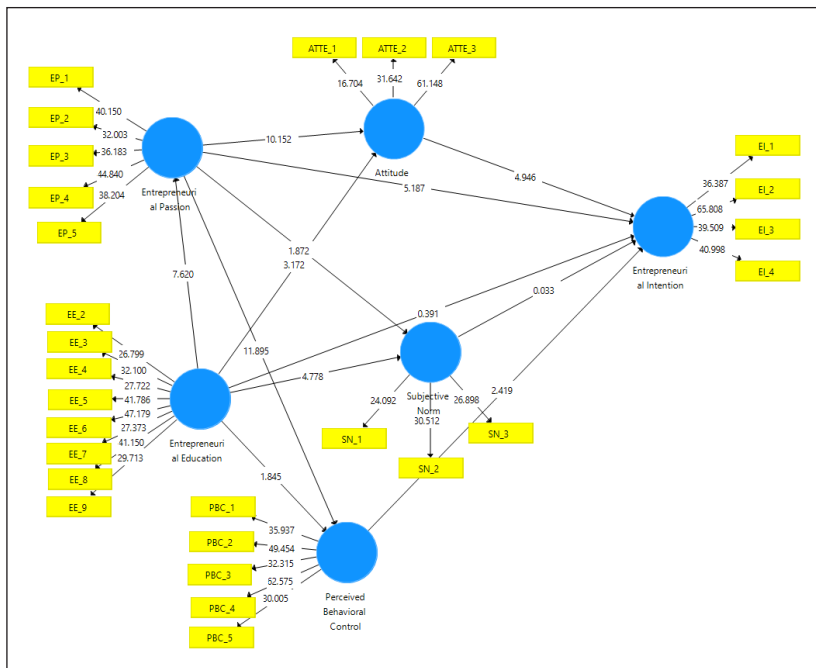 ATTE_1
ATTE_2
ATTE_3
16.704
31.642
61.148
EP_1
EP_2
EP_3
EP_4
EP_5
40.150
32.003
36.183
44.840
38.204
Entrepreneuri
al Passion
10.152
Attitude
4.946
5.187
EI_1
EI_2
EI_3
EI_4
36.387
65.808
39.509
40.998
Entrepreneuri
al Intention
7.620
1.872
3.172
0.391
0.033
11.895
4.778
2.419
EE_2
EE_3
EE_4
EE_5
EE_6
EE_7
EE_8
EE_9
26.799
32.100
27.722
41.786
47.179
27.373
41.150
29.713
Entrepreneuri
al Education
Subjective
Norm
24.092
30.512
26.898
SN_1
SN_2
SN_3
1.845
PBC_1
PBC_2
PBC_3
PBC_4
PBC_5
35.937
49.454
32.315
62.575
30.005
Perceived
Behavioral
Control